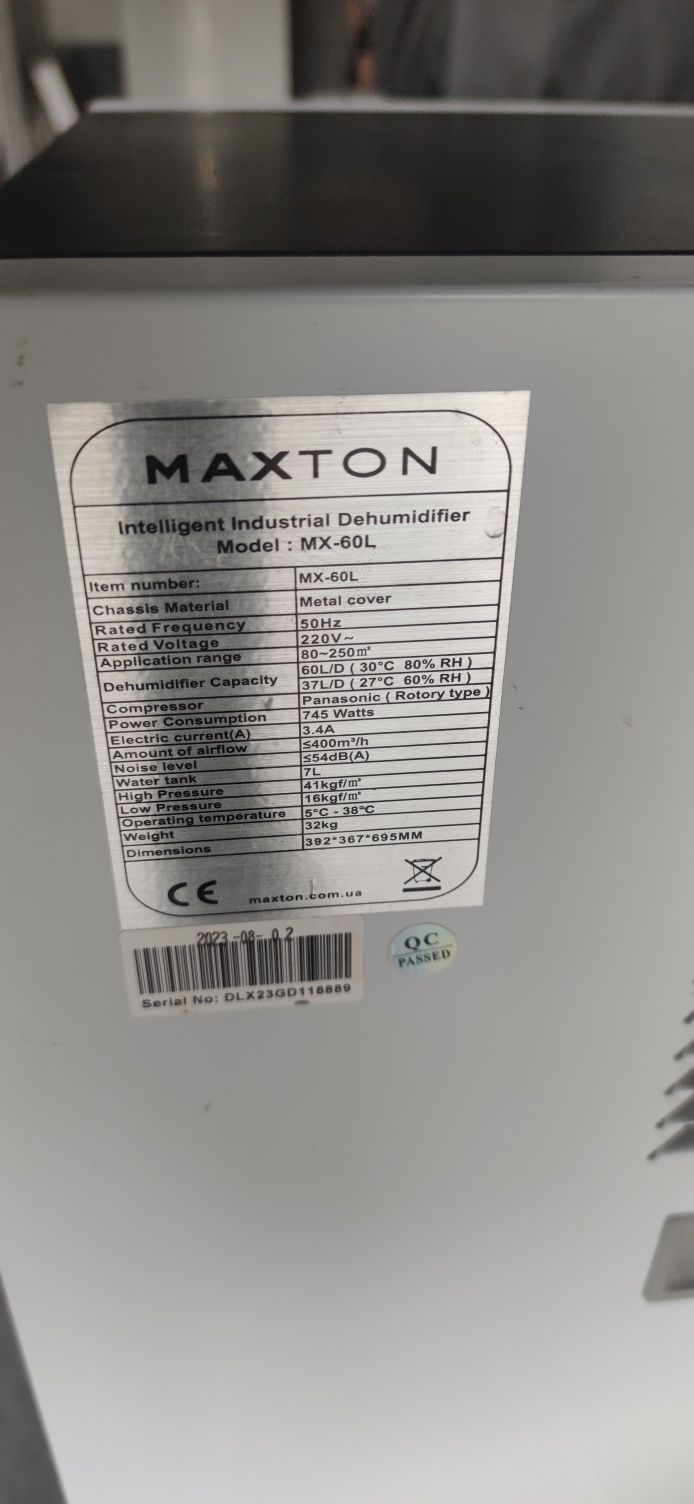 MAXTON
Intelligent Industrial Dehumidifier
Model : MX-60L
Item number: MX-60L
Chassis Material Metal cover
Rated Frequency 50Hz
Rated Voltage 220V~
Application range 80~250㎡
Dehumidifier Capacity 60L/D ( 30°C 80% RH )
37L/D ( 27°C 60% RH )
Compressor Panasonic ( Rotory type )
Power Consumption 745 Watts
Electric current(A) 3.4A
Amount of airflow ≤400m³/h
Noise level ≤54dB(A)
Water tank 7L
High Pressure 41kgf/㎡
Low Pressure 16kgf/㎡
Operating temperature 5°C - 38°C
Weight 32kg
Dimensions 392*367*695MM
CE maxton.com.ua
2023-08-02
Serial No: DLX23GD118889
QC
PASSED